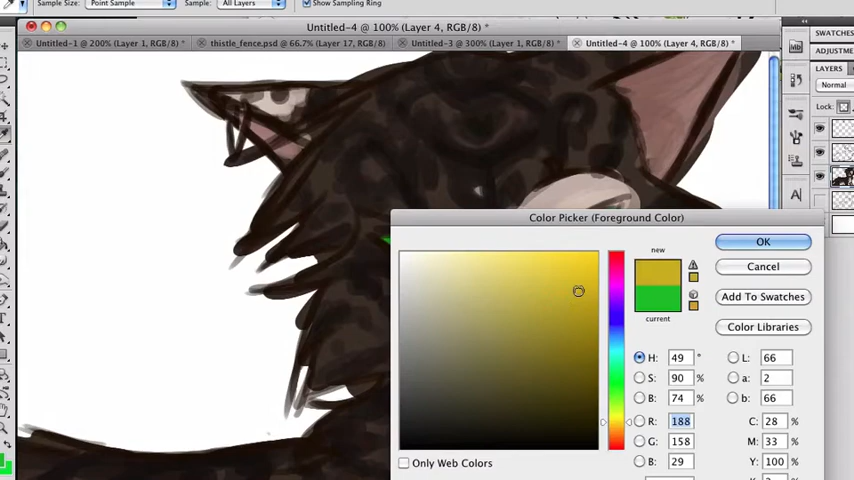 Sample Size: Point Sample Sample: All Layers Show Sampling Ring
Untitled-4 @ 100% (Layer 4, RGB/8) *
Untitled-1 @ 200% (Layer 1, RGB/8) * thistle_fence.psd @ 66.7% (Layer 17, RGB/8) Untitled-3 @ 300% (Layer 1, RGB/8) * Untitled-4 @ 100% (Layer 4, RGB/8) *
SWATCHES
ADJUSTME
LAYERS
Normal
Lock:
Color Picker (Foreground Color)
new
current
OK
Cancel
Add To Swatches
Color Libraries
H: 49 ° L: 66
S: 90 % a: 2
B: 74 % b: 66
R: 188 C: 28 %
G: 158 M: 33 %
B: 29 Y: 100 %
Only Web Colors